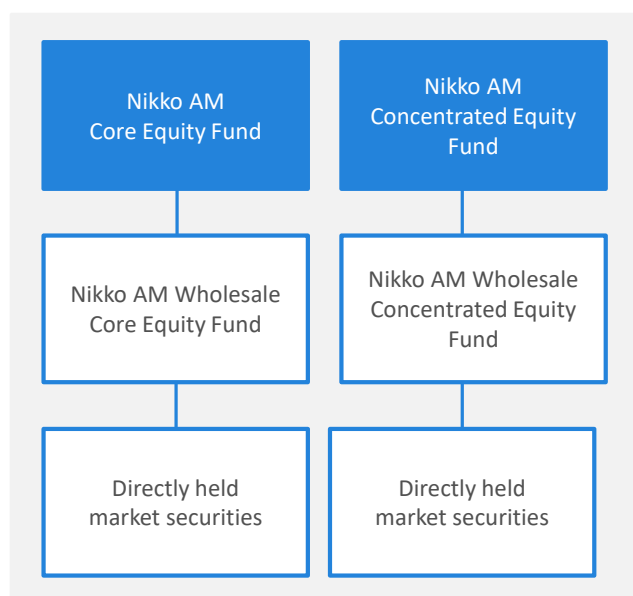 Nikko AM
Core Equity Fund
Nikko AM
Concentrated Equity
Fund
Nikko AM Wholesale
Core Equity Fund
Nikko AM Wholesale
Concentrated Equity
Fund
Directly held
market securities
Directly held
market securities